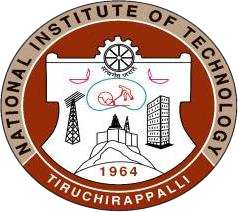 NATIONAL INSTITUTE OF TECHNOLOGY
1964
TIRUCHIRAPPALLI